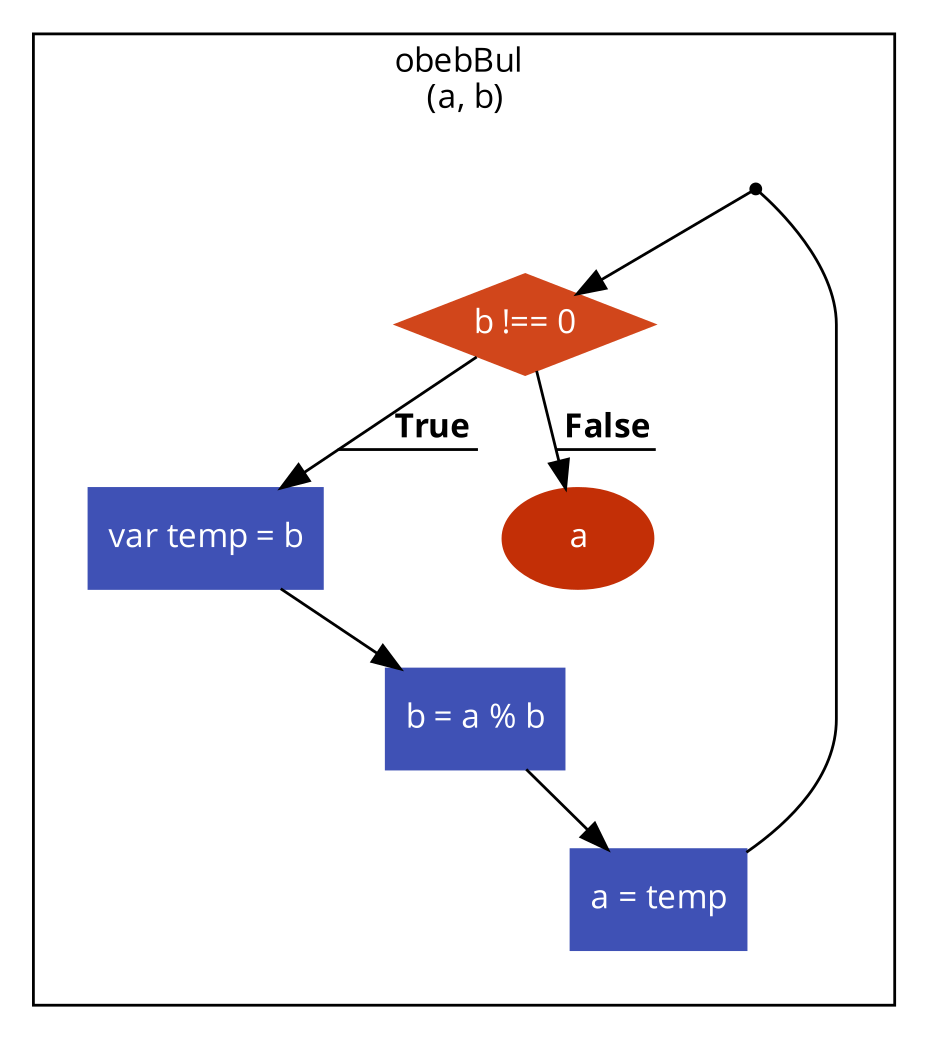 obebBul
(a, b)
b !== 0
True
False
var temp = b
a
b = a % b
a = temp